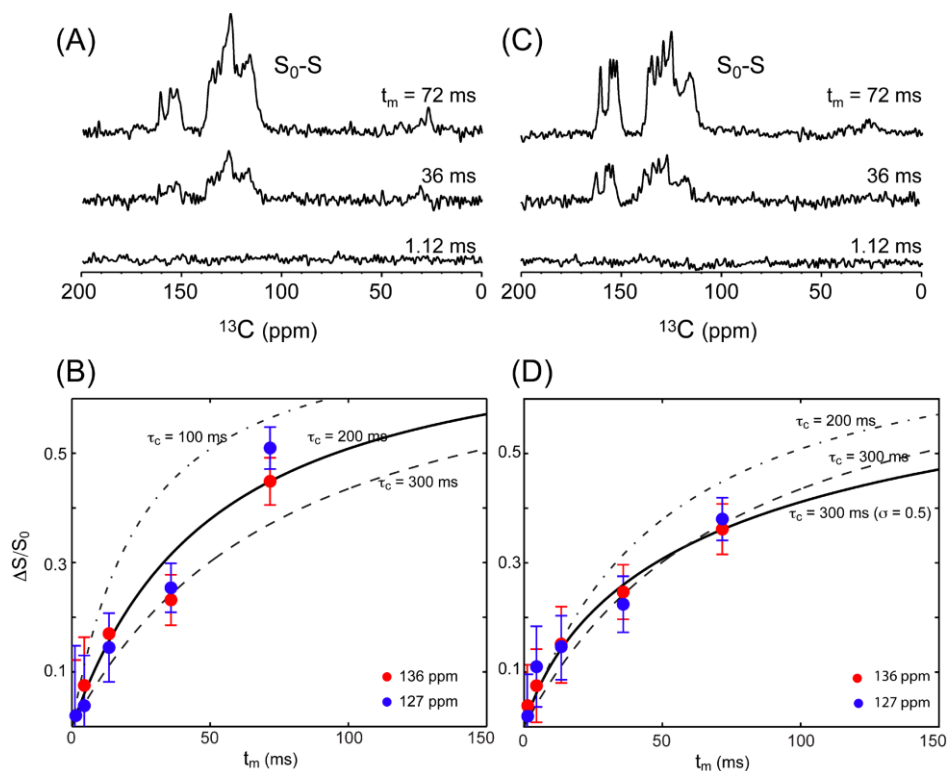 (A)
S₀-S
tₘ = 72 ms
36 ms
1.12 ms
200 150 100 50 0
¹³C (ppm)
(C)
S₀-S
tₘ = 72 ms
36 ms
1.12 ms
200 150 100 50 0
¹³C (ppm)
(B)
ΔS/S₀
0.5
0.3
0.1
τc = 100 ms
τc = 200 ms
τc = 300 ms
136 ppm
127 ppm
0 50 100 150
tₘ (ms)
(D)
0.5
0.3
0.1
τc = 200 ms
τc = 300 ms
τc = 300 ms (σ = 0.5)
136 ppm
127 ppm
0 50 100 150
tₘ (ms)